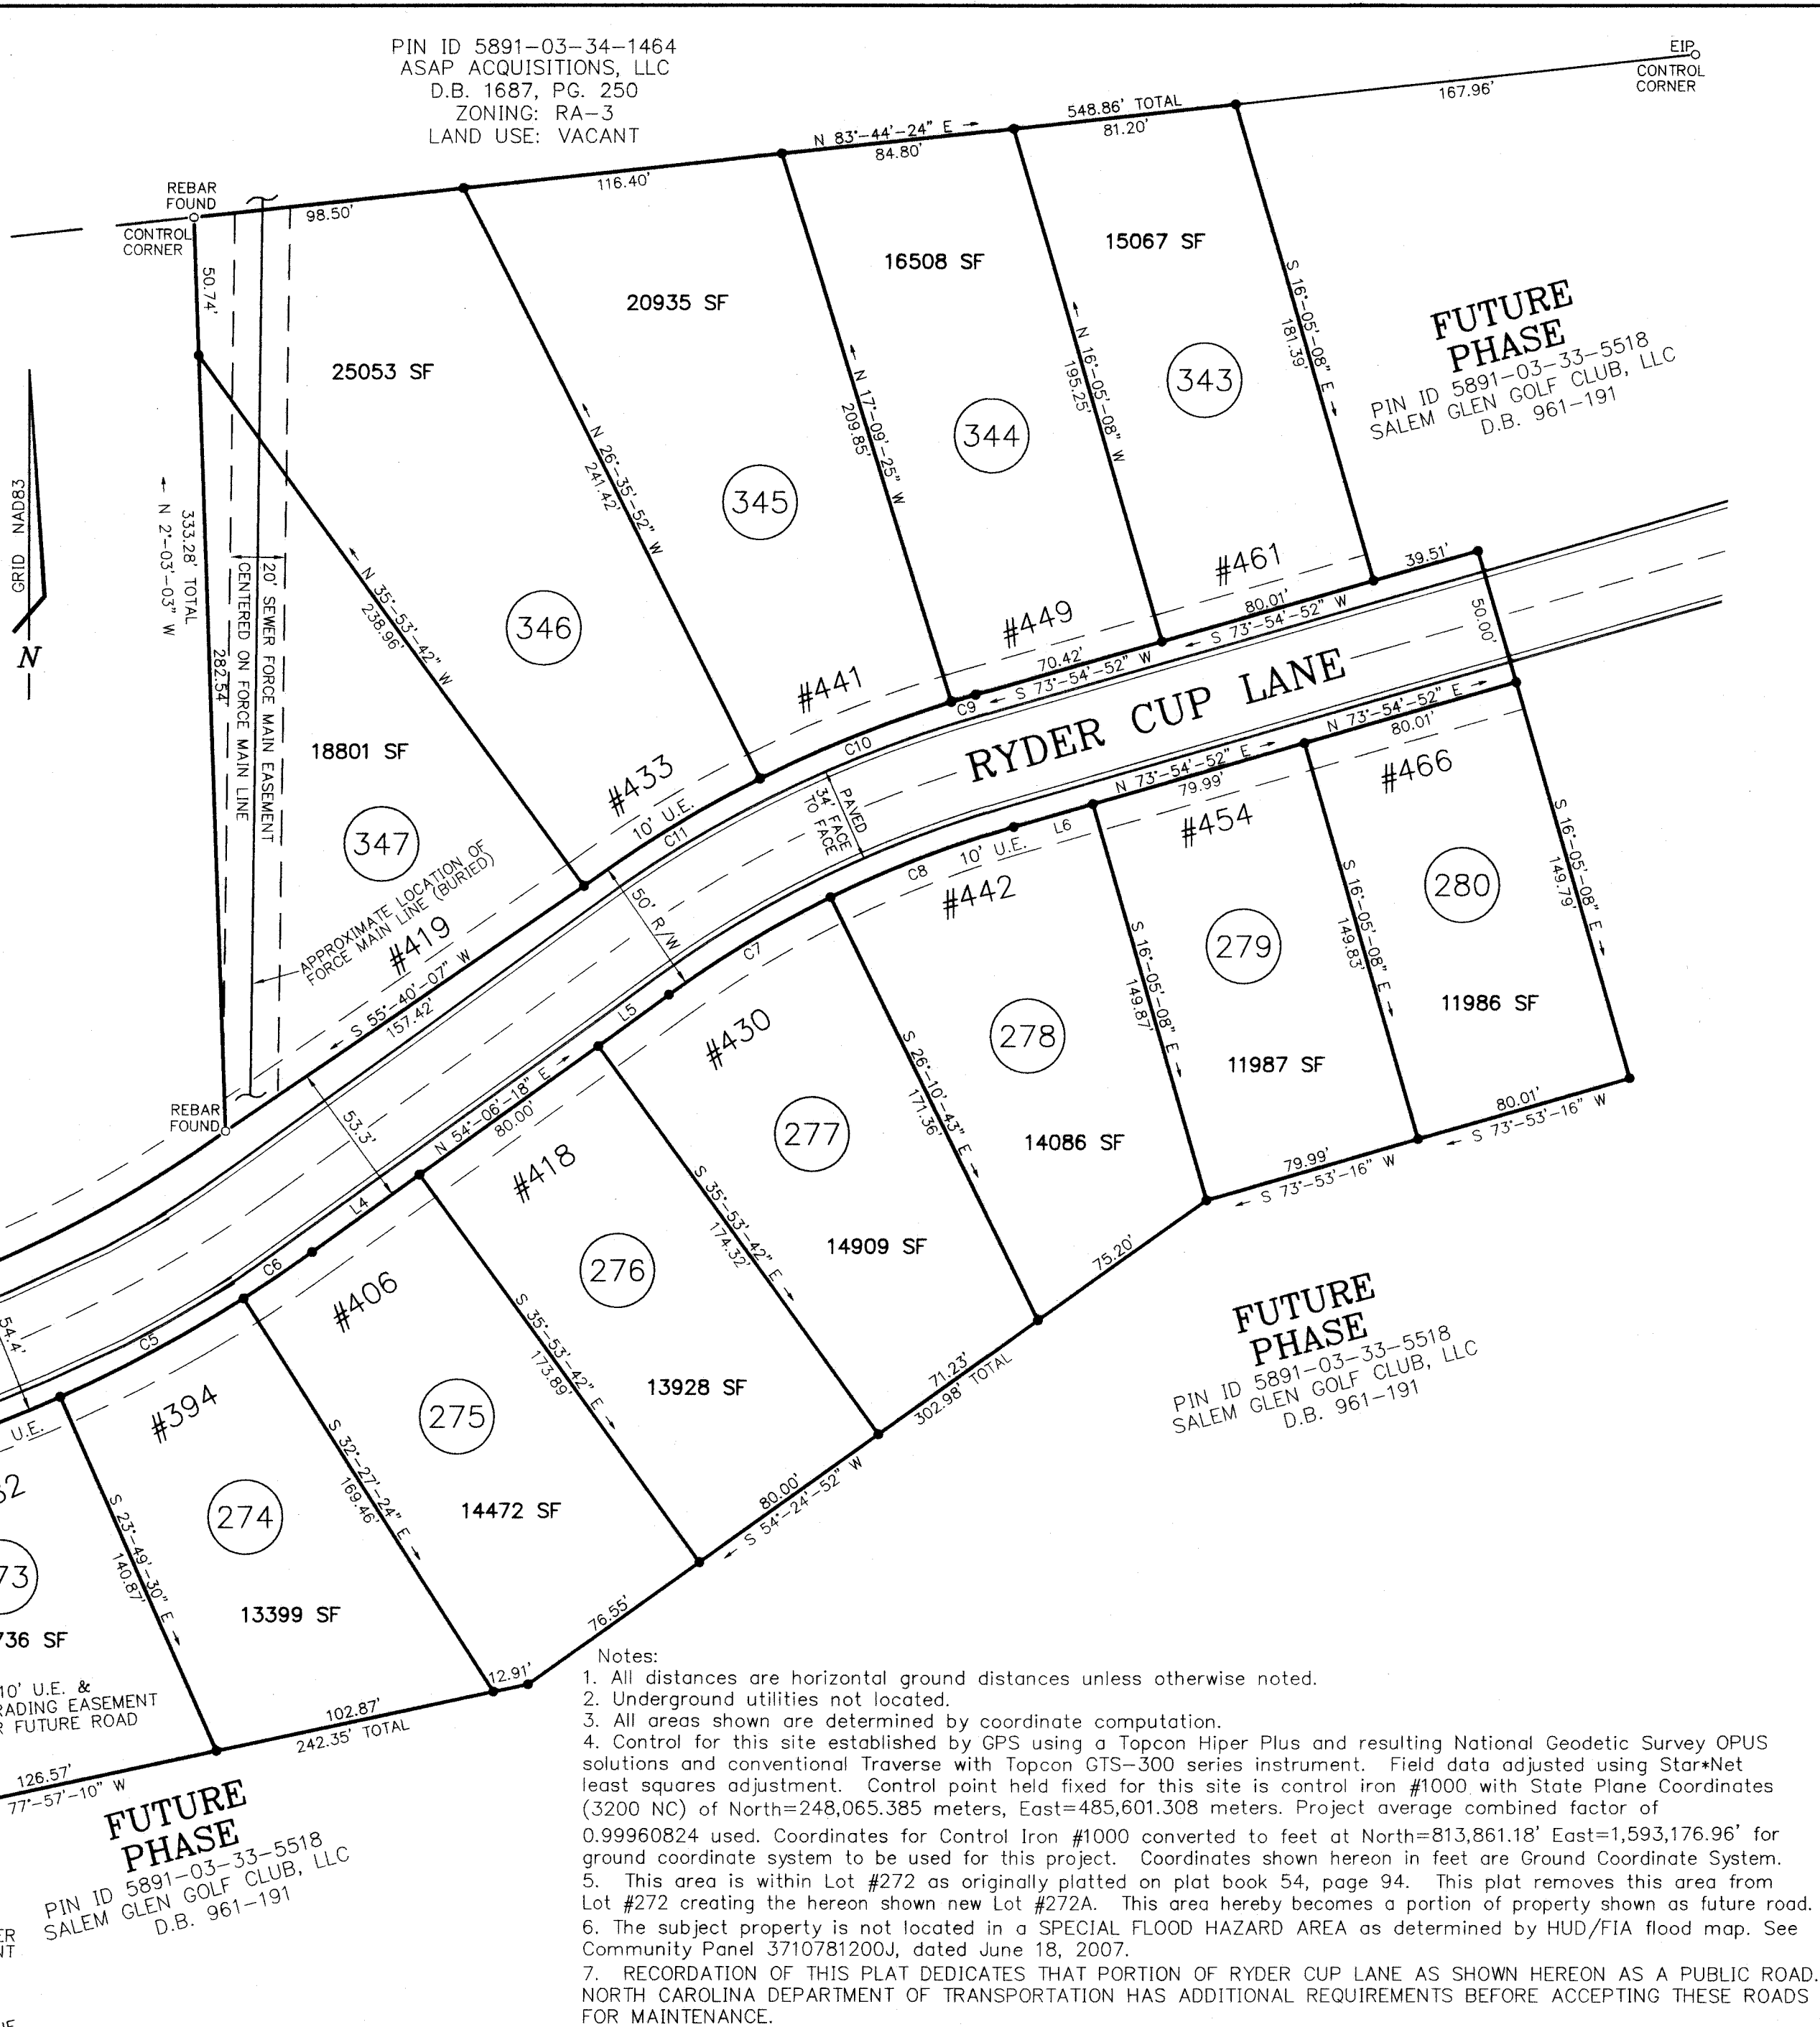 PIN ID 5891-03-34-1464
ASAP ACQUISITIONS, LLC
D.B. 1687, PG. 250
ZONING: RA-3
LAND USE: VACANT
EIP
CONTROL
CORNER
167.96'
548.86' TOTAL
81.20'
N 83°-44'-24" E
84.80'
116.40'
98.50'
REBAR
FOUND
CONTROL
CORNER
50.74'
25053 SF
20935 SF
16508 SF
15067 SF
S 16°-05'-08" E
181.39'
FUTURE
PHASE
PIN ID 5891-03-33-5518
SALEM GLEN GOLF CLUB, LLC
D.B. 961-191
343
344
345
346
347
N 16°-05'-08" W
195.25'
N 17°-09'-25" W
209.85'
N 26°-35'-52" W
241.42'
N 35°-53'-42" W
238.96'
GRID NAD83
N
333.28' TOTAL
N 2°-03'-03" W
282.54
20' SEWER FORCE MAIN EASEMENT
CENTERED ON FORCE MAIN LINE
18801 SF
APPROXIMATE LOCATION OF
FORCE MAIN LINE (BURIED)
#419
#433
#441
#449
#461
39.51'
50.00'
80.01'
S 73°-54'-52" W
70.42'
S 73°-54'-52" W
C9
C10
C11
10' U.E.
S 55°-40'-07" W
157.42'
REBAR
FOUND
RYDER CUP LANE
PAVED
34' FACE
TO FACE
50' R/W
53.3'
54.4'
N 73°-54'-52" E
80.01'
N 73°-54'-52" E
79.99'
L6
10' U.E.
C8
C7
L5
N 54°-06'-18" E
80.00'
L4
C6
C5
U.E.
#466
#454
#442
#430
#418
#406
#394
280
279
278
277
276
275
274
73
S 16°-05'-08" E
149.79'
S 16°-05'-08" E
149.83'
S 16°-05'-08" E
149.87'
S 26°-10'-43" E
171.36'
S 35°-53'-42" E
174.32'
S 35°-53'-42" E
173.89'
S 32°-27'-24" E
169.46'
S 23°-49'-30" E
140.87'
11986 SF
11987 SF
14086 SF
14909 SF
13928 SF
14472 SF
13399 SF
736 SF
80.01'
S 73°-53'-16" W
79.99'
S 73°-53'-16" W
75.20'
71.23'
302.98' TOTAL
80.00'
S 54°-24'-52" W
76.55'
12.91'
102.87'
242.35' TOTAL
126.57'
77°-57'-10" W
10' U.E. &
RADING EASEMENT
R FUTURE ROAD
FUTURE
PHASE
PIN ID 5891-03-33-5518
SALEM GLEN GOLF CLUB, LLC
D.B. 961-191
FUTURE
PHASE
PIN ID 5891-03-33-5518
SALEM GLEN GOLF CLUB, LLC
D.B. 961-191
Notes:
1. All distances are horizontal ground distances unless otherwise noted.
2. Underground utilities not located.
3. All areas shown are determined by coordinate computation.
4. Control for this site established by GPS using a Topcon Hiper Plus and resulting National Geodetic Survey OPUS
solutions and conventional Traverse with Topcon GTS-300 series instrument. Field data adjusted using Star*Net
least squares adjustment. Control point held fixed for this site is control iron #1000 with State Plane Coordinates
(3200 NC) of North=248,065.385 meters, East=485,601.308 meters. Project average combined factor of
0.99960824 used. Coordinates for Control Iron #1000 converted to feet at North=813,861.18' East=1,593,176.96' for
ground coordinate system to be used for this project. Coordinates shown hereon in feet are Ground Coordinate System.
5. This area is within Lot #272 as originally platted on plat book 54, page 94. This plat removes this area from
Lot #272 creating the hereon shown new Lot #272A. This area hereby becomes a portion of property shown as future road.
6. The subject property is not located in a SPECIAL FLOOD HAZARD AREA as determined by HUD/FIA flood map. See
Community Panel 3710781200J, dated June 18, 2007.
7. RECORDATION OF THIS PLAT DEDICATES THAT PORTION OF RYDER CUP LANE AS SHOWN HEREON AS A PUBLIC ROAD.
NORTH CAROLINA DEPARTMENT OF TRANSPORTATION HAS ADDITIONAL REQUIREMENTS BEFORE ACCEPTING THESE ROADS
FOR MAINTENANCE.